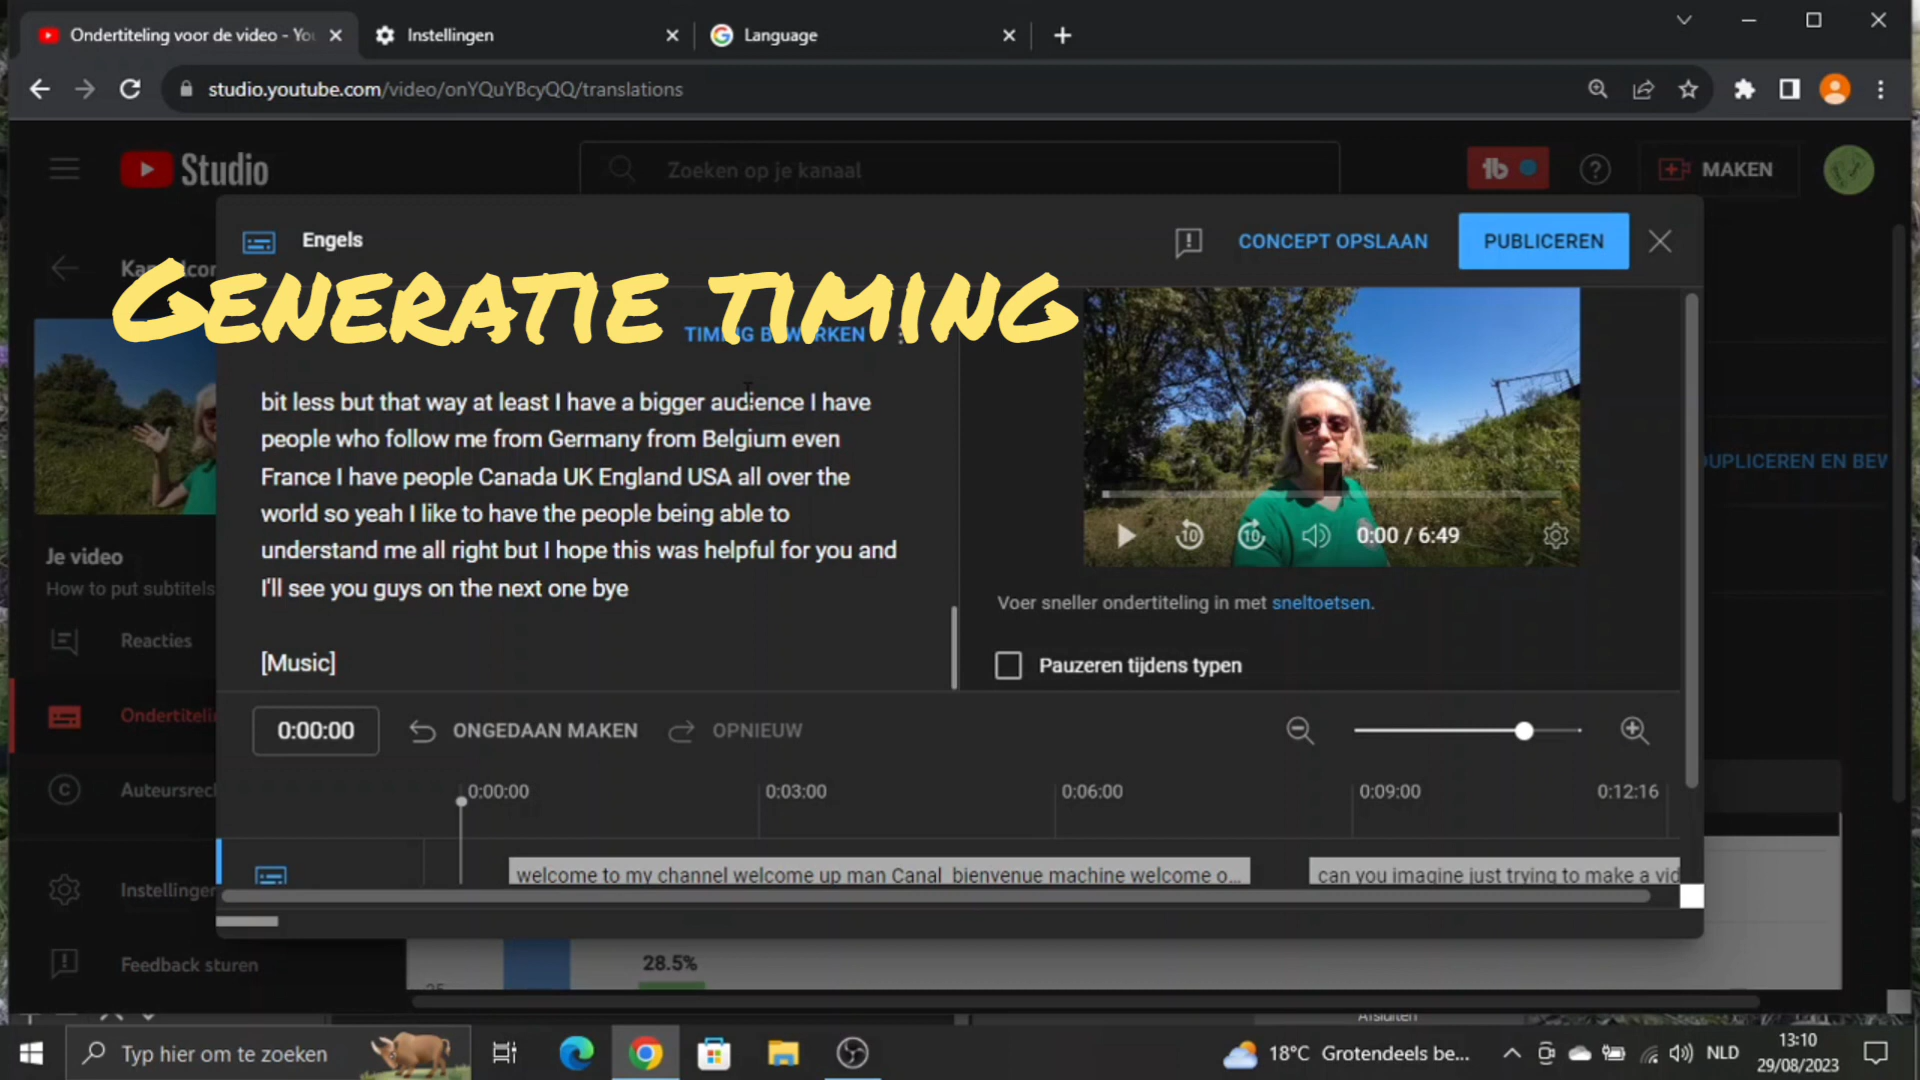 Ondertiteling voor de video - You
Instellingen
Language
studio.youtube.com/video/onYQuYBcyQQ/translations
Studio
Zoeken op je kanaal
MAKEN
Engels
CONCEPT OPSLAAN
PUBLICEREN
GENERATIE TIMING
TIMING BEWERKEN
bit less but that way at least I have a bigger audience I have
people who follow me from Germany from Belgium even
France I have people Canada UK England USA all over the
world so yeah I like to have the people being able to
understand me all right but I hope this was helpful for you and
I'll see you guys on the next one bye
[Music]
0:00 / 6:49
Voer sneller ondertiteling in met sneltoetsen.
Pauzeren tijdens typen
Je video
How to put subtitels
Reacties
Ondertiteli
Auteursrec
Instellingen
Feedback sturen
DUPLICEREN EN BEW
0:00:00
ONGEDAAN MAKEN
OPNIEUW
0:00:00
0:03:00
0:06:00
0:09:00
0:12:16
welcome to my channel welcome up man Canal bienvenue machine welcome o...
can you imagine just trying to make a vid
28.5%
Afsluiten
Typ hier om te zoeken
18°C Grotendeels be...
NLD
13:10
29/08/2023